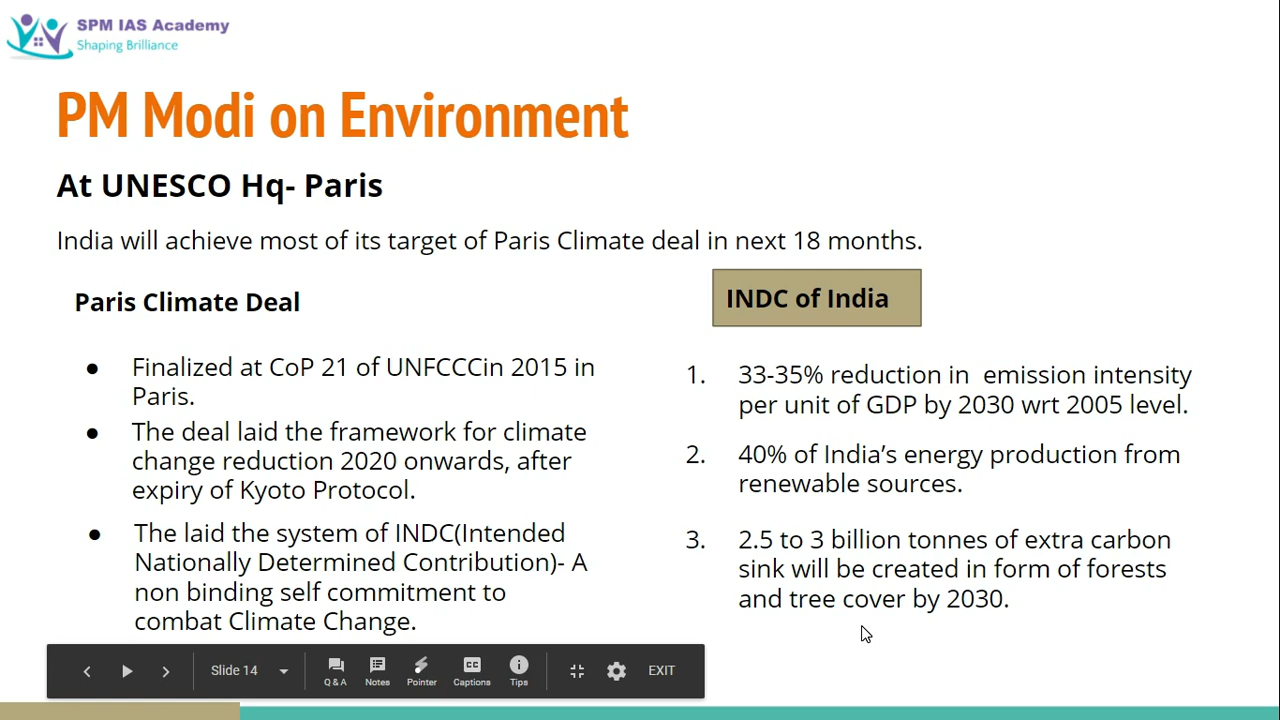 SPM IAS Academy
Shaping Brilliance
PM Modi on Environment
At UNESCO Hq- Paris
India will achieve most of its target of Paris Climate deal in next 18 months.
Paris Climate Deal
● Finalized at CoP 21 of UNFCCCin 2015 in
Paris.
● The deal laid the framework for climate
change reduction 2020 onwards, after
expiry of Kyoto Protocol.
● The laid the system of INDC(Intended
Nationally Determined Contribution)- A
non binding self commitment to
combat Climate Change.
INDC of India
1. 33-35% reduction in emission intensity
per unit of GDP by 2030 wrt 2005 level.
2. 40% of India's energy production from
renewable sources.
3. 2.5 to 3 billion tonnes of extra carbon
sink will be created in form of forests
and tree cover by 2030.
Slide 14
Q & A
Notes
Pointer
CC
Captions
Tips
EXIT